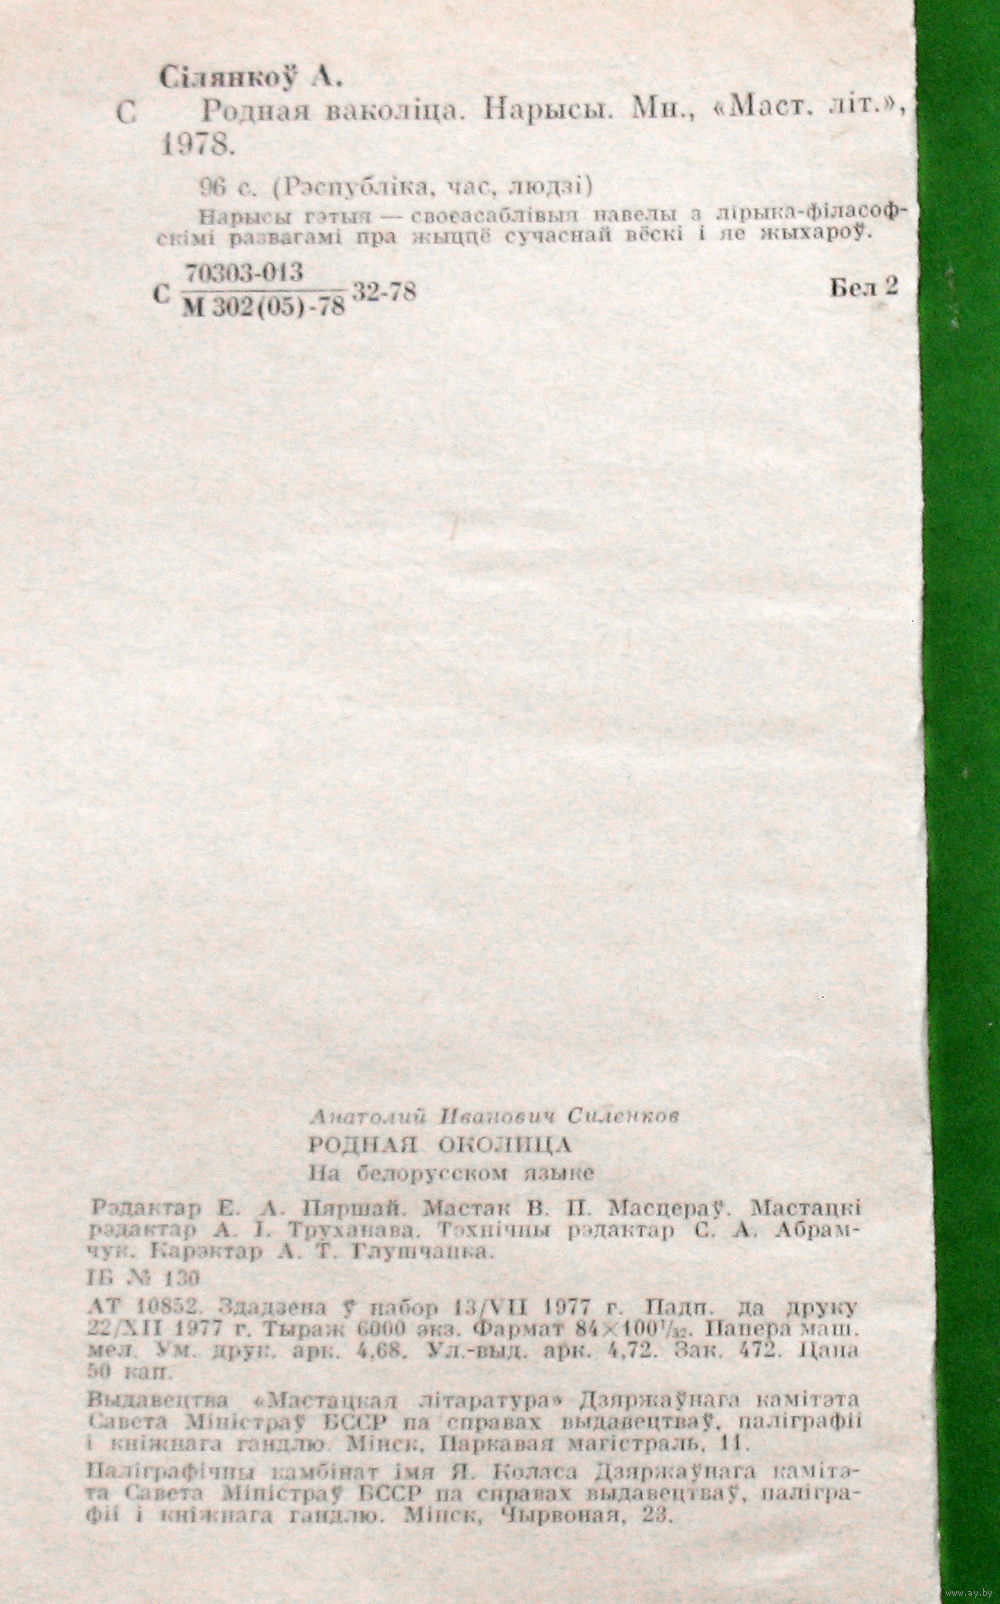 Сілянкоў А.
С Родная ваколіца. Нарысы. Мн., «Маст. літ.»,
1978.
96 с. (Рэспубліка, час, людзі)
Нарысы гэтыя — своеасаблівыя навелы з лірыка-філасоф-
скімі развагамі пра жыццё сучаснай вёскі і яе жыхароў.
70303-013
С М 302(05)-78 32-78
Бел 2
Анатолий Иванович Силенков
РОДНАЯ ОКОЛИЦА
На белорусском языке
Рэдактар Е. А. Пяршай. Мастак В. П. Масцераў. Мастацкі
рэдактар А. І. Труханава. Тэхнічны рэдактар С. А. Абрам-
чук. Карэктар А. Т. Глушчанка.
ІБ № 130
АТ 10852. Здадзена ў набор 13/VII 1977 г. Падп. да друку
22/XII 1977 г. Тыраж 6000 экз. Фармат 84×100¹/₃₂. Папера маш.
мел. Ум. друк. арк. 4,68. Ул.-выд. арк. 4,72. Зак. 472. Цана
50 кап.
Выдавецтва «Мастацкая літаратура» Дзяржаўнага камітэта
Савета Міністраў БССР па справах выдавецтваў, паліграфіі
і кніжнага гандлю. Мінск, Паркавая магістраль, 11.
Паліграфічны камбінат імя Я. Коласа Дзяржаўнага камітэ-
та Савета Міністраў БССР па справах выдавецтваў, палігра-
фіі і кніжнага гандлю. Мінск, Чырвоная, 23.
www.ay.by